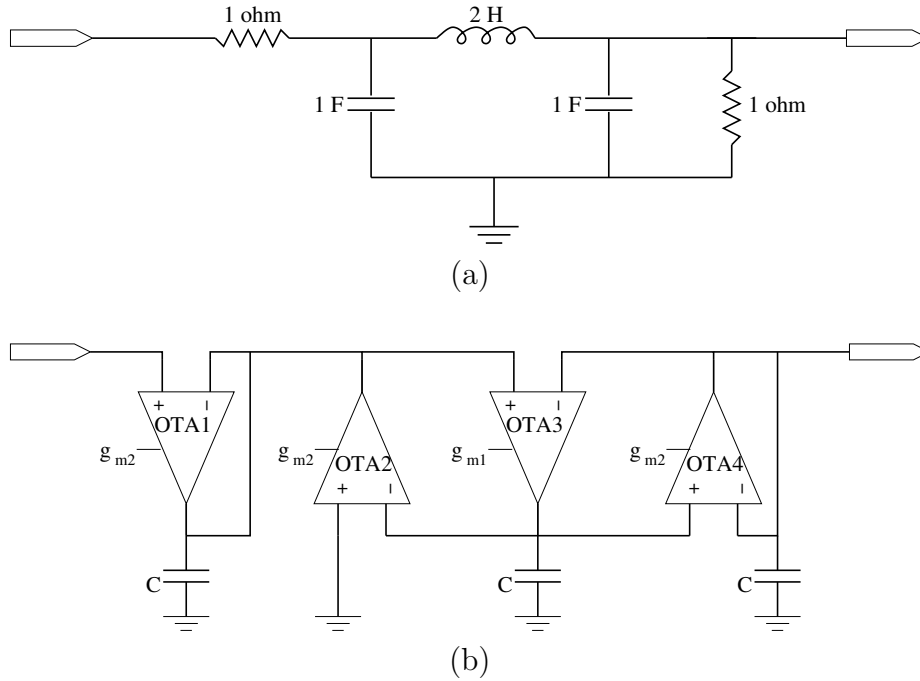 1 ohm
2 H
1 F
1 F
1 ohm
(a)
+ −
OTA1
g m2
C
g m2
OTA2
+ −
+ −
OTA3
g m1
C
g m2
OTA4
+ −
C
(b)